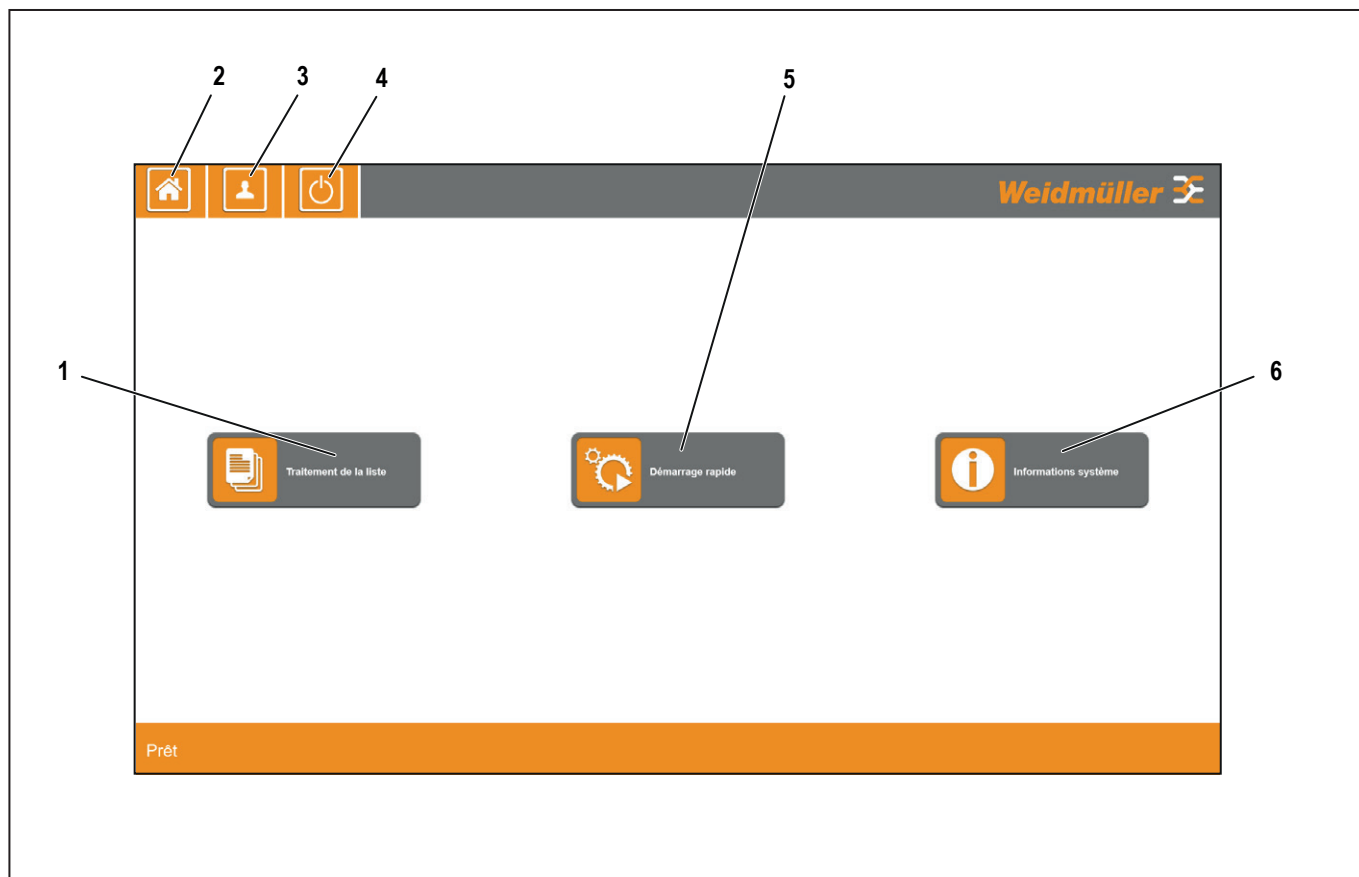 2 3 4 5
Weidmüller
1 6
Traitement de la liste
Démarrage rapide
Informations système
Prêt